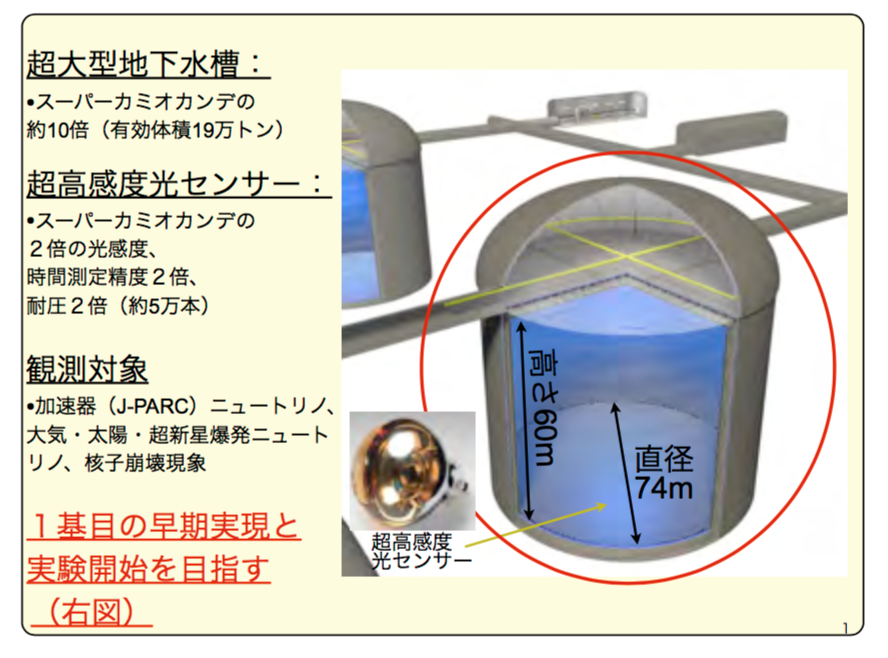 超大型地下水槽：
•スーパーカミオカンデの
約10倍（有効体積19万トン）
超高感度光センサー：
•スーパーカミオカンデの
２倍の光感度、
時間測定精度２倍、
耐圧２倍（約5万本）
観測対象
•加速器（J-PARC）ニュートリノ、
大気・太陽・超新星爆発ニュート
リノ、核子崩壊現象
１基目の早期実現と
実験開始を目指す
（右図）
高さ60m
直径
74m
超高感度
光センサー
1